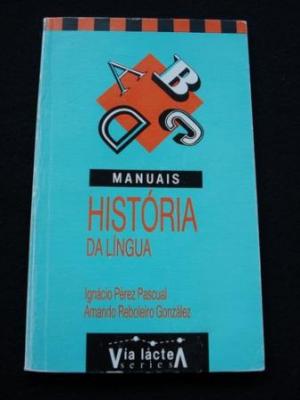 A B
D C
MANUAIS
HISTÓRIA
DA LÍNGUA
Ignácio Pérez Pascual
Amando Reboleiro González
Via láctea
series